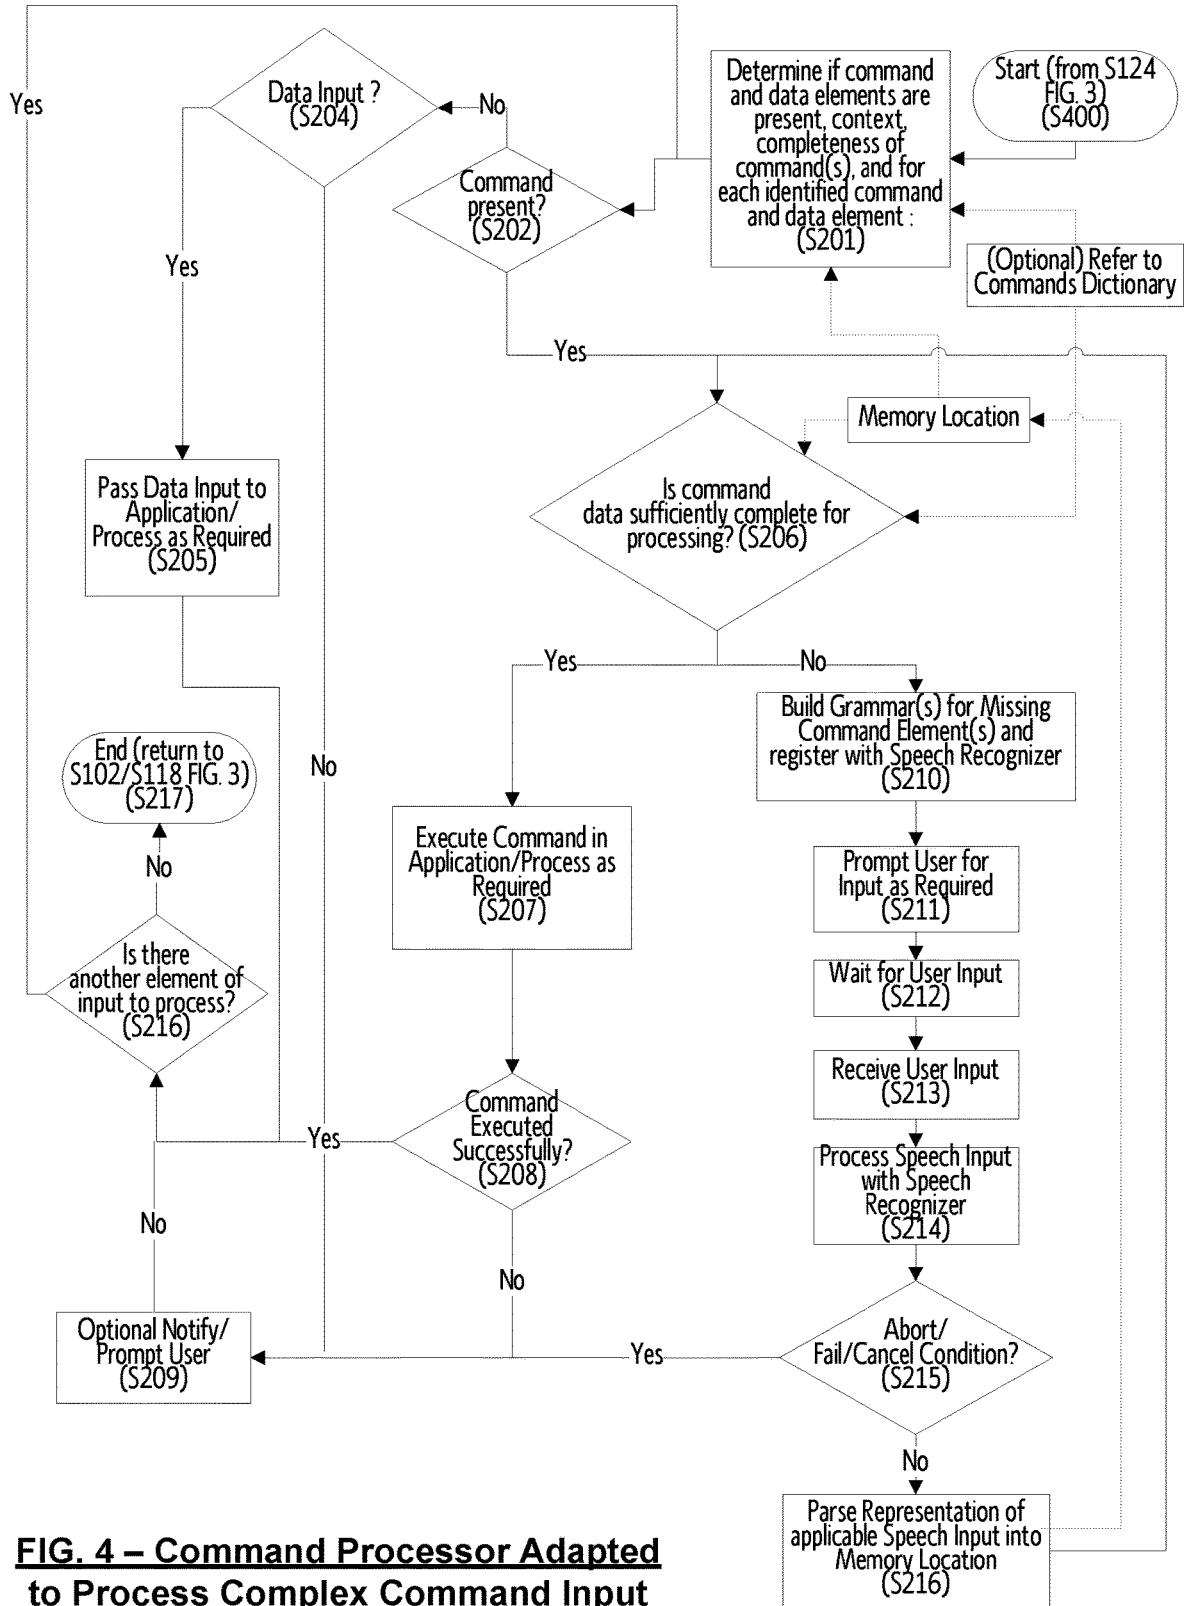 Start (from S124
FIG. 3)
(S400)
Determine if command
and data elements are
present, context,
completeness of
command(s), and for
each identified command
and data element :
(S201)
(Optional) Refer to
Commands Dictionary
Command
present?
(S202)
No
Data Input ?
(S204)
Yes
Yes
Pass Data Input to
Application/
Process as Required
(S205)
No
Yes
Memory Location
Is command
data sufficiently complete for
processing? (S206)
Yes
No
Execute Command in
Application/Process as
Required
(S207)
Command
Executed
Successfully?
(S208)
Yes
No
Build Grammar(s) for Missing
Command Element(s) and
register with Speech Recognizer
(S210)
Prompt User for
Input as Required
(S211)
Wait for User Input
(S212)
Receive User Input
(S213)
Process Speech Input
with Speech
Recognizer
(S214)
Abort/
Fail/Cancel Condition?
(S215)
Yes
No
Parse Representation of
applicable Speech Input into
Memory Location
(S216)
Optional Notify/
Prompt User
(S209)
No
Is there
another element of
input to process?
(S216)
No
End (return to
S102/S118 FIG. 3)
(S217)
FIG. 4 – Command Processor Adapted
to Process Complex Command Input